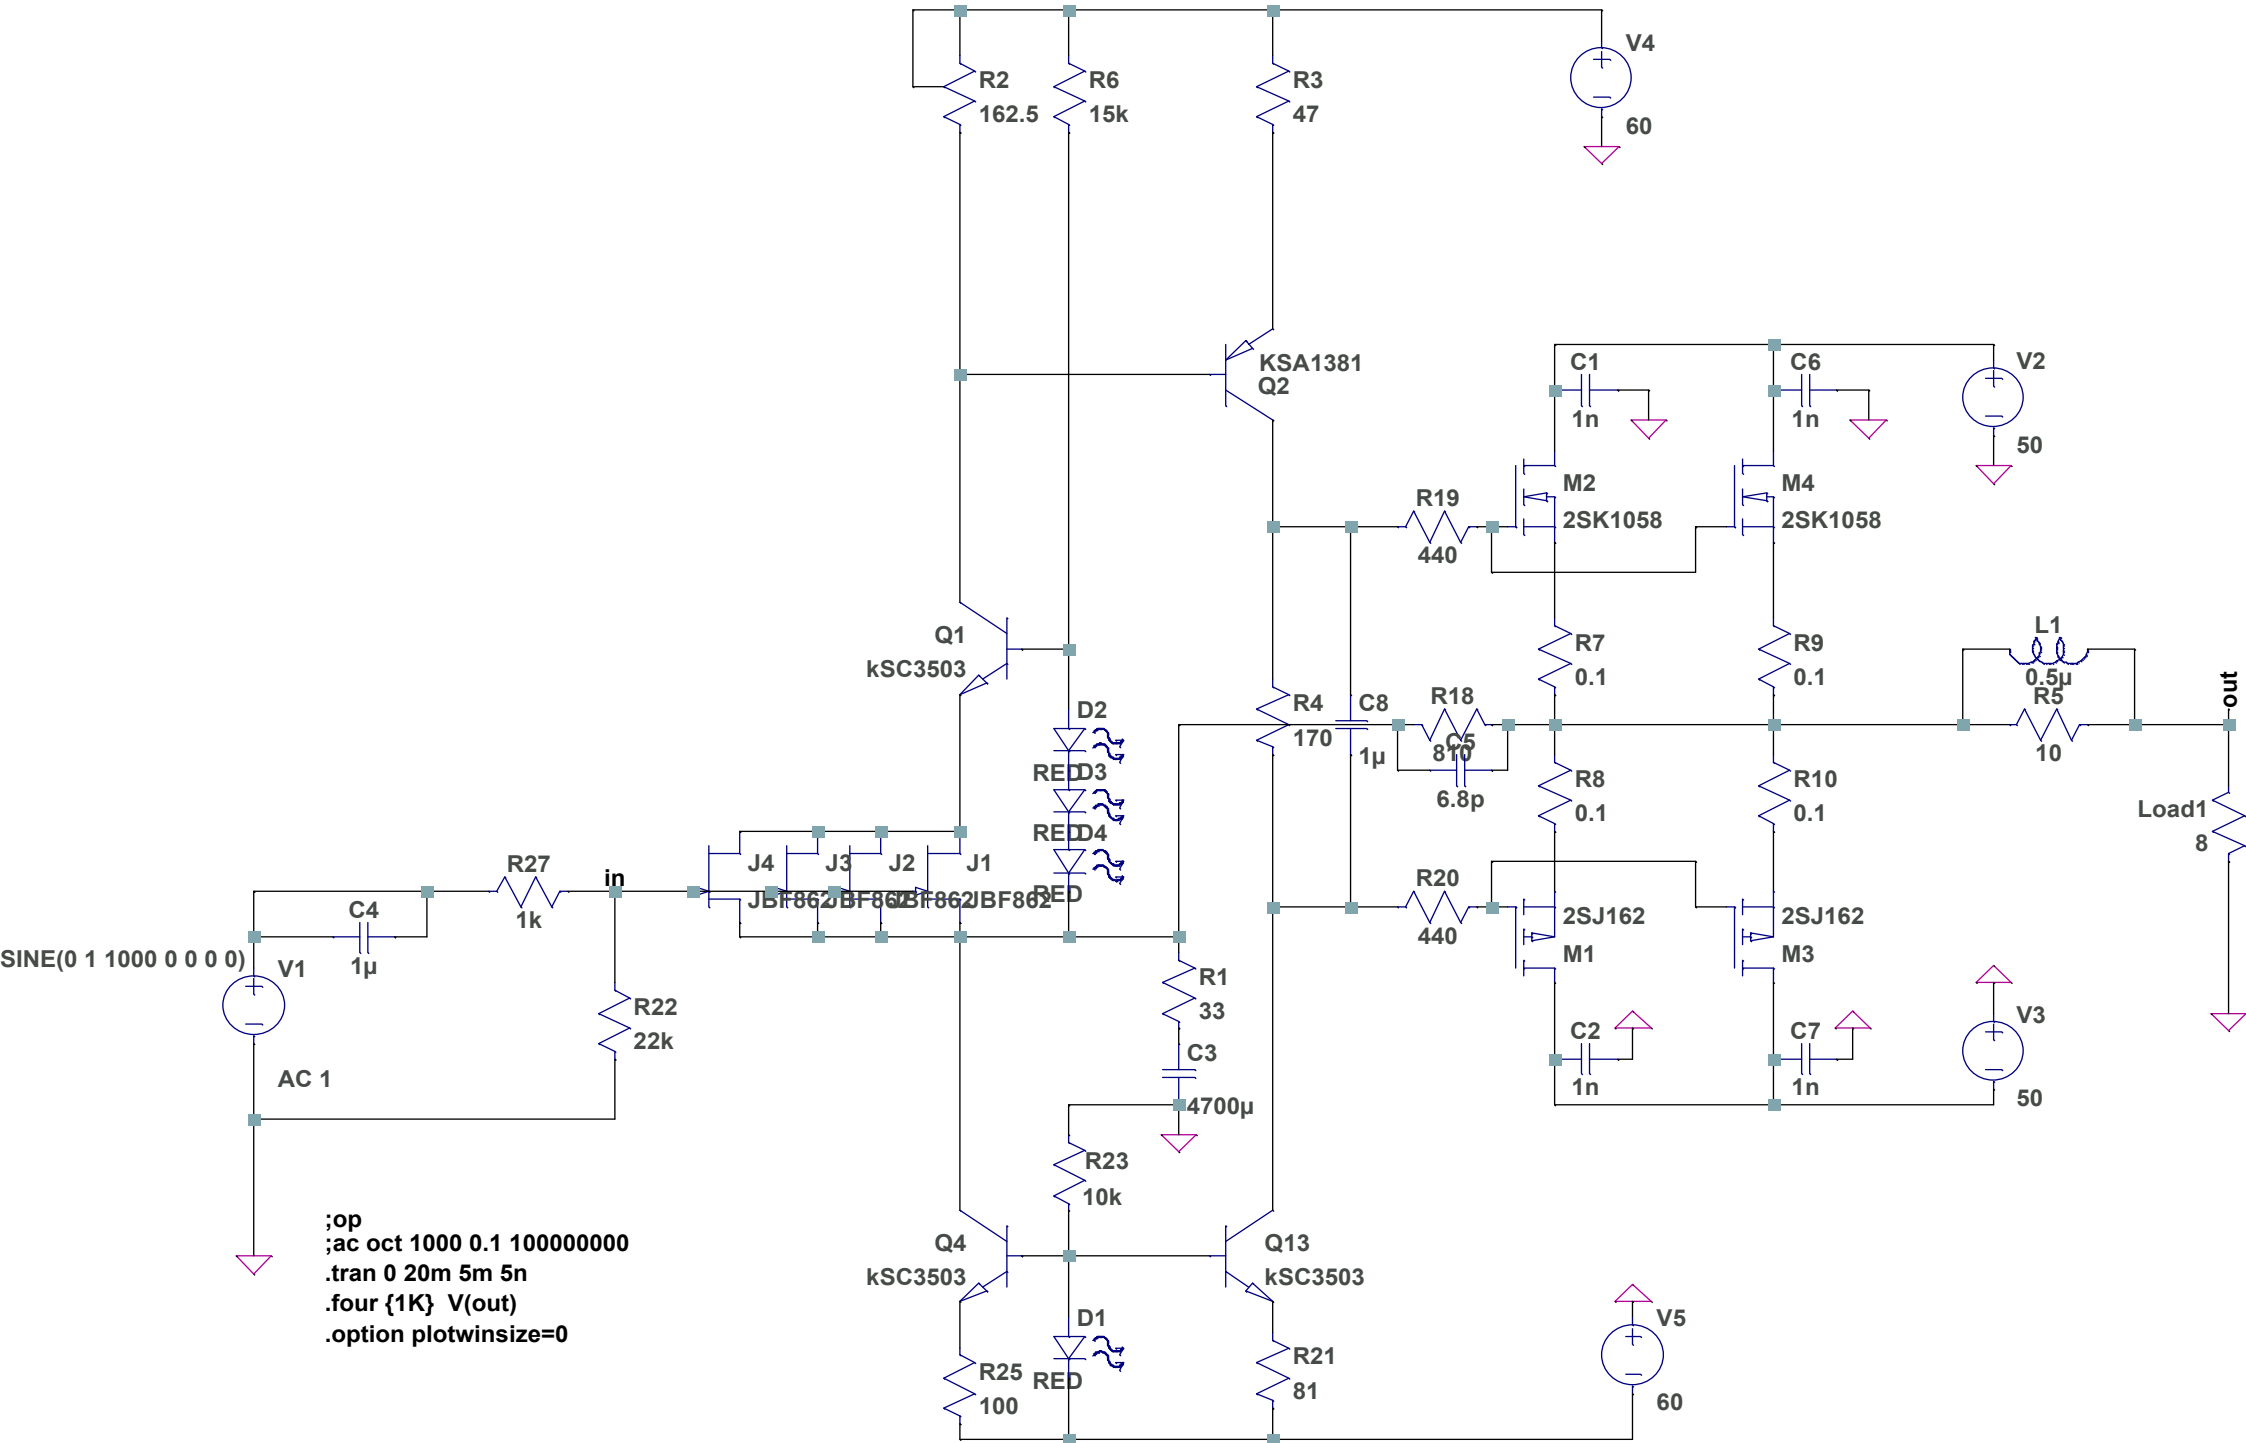 V4
60
R2
162.5
R6
15k
R3
47
KSA1381
Q2
C1
1n
C6
1n
V2
50
R19
440
M2
2SK1058
M4
2SK1058
Q1
kSC3503
R7
0.1
R9
0.1
L1
0.5µ
R5
10
out
D2
RED
D3
RED
D4
RED
R4
170
C8
1µ
R18
810
C5
6.8p
R8
0.1
R10
0.1
Load1
8
R27
1k
in
C4
1µ
J4
JBF862
J3
JBF862
J2
JBF862
J1
JBF862
R20
440
2SJ162
M1
2SJ162
M3
SINE(0 1 1000 0 0 0 0)
V1
AC 1
R22
22k
R1
33
C3
4700µ
C2
1n
C7
1n
V3
50
R23
10k
;op
;ac oct 1000 0.1 100000000
.tran 0 20m 5m 5n
.four {1K} V(out)
.option plotwinsize=0
Q4
kSC3503
Q13
kSC3503
D1
RED
R25
100
R21
81
V5
60